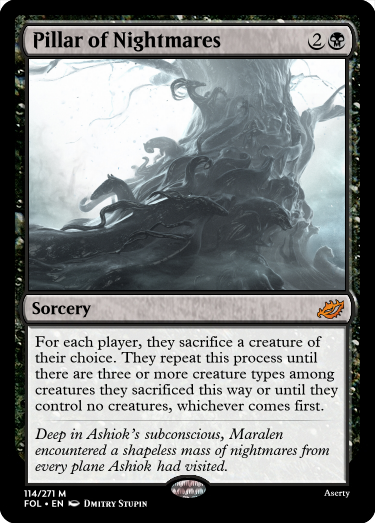 Pillar of Nightmares 2
Sorcery
For each player, they sacrifice a creature of
their choice. They repeat this process until
there are three or more creature types among
creatures they sacrificed this way or until they
control no creatures, whichever comes first.
Deep in Ashiok's subconscious, Maralen
encountered a shapeless mass of nightmares from
every plane Ashiok had visited.
114/271 M
Aserty
FOL • EN Dmitry Stupin